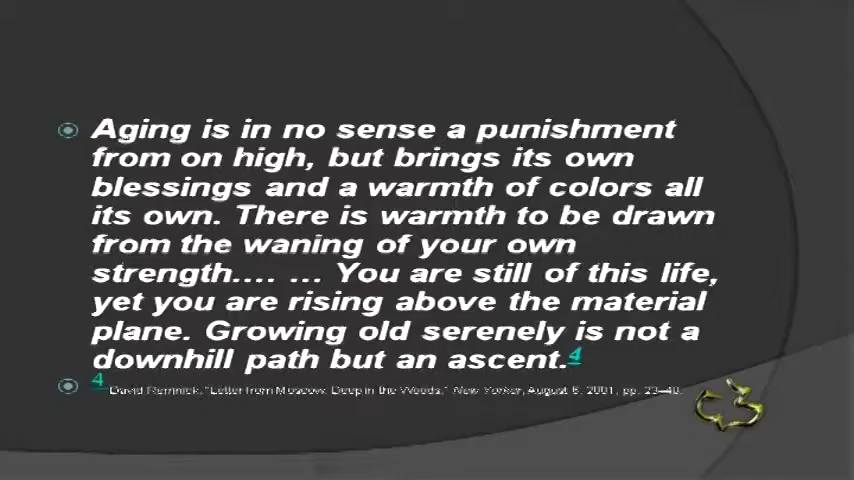 Aging is in no sense a punishment
from on high, but brings its own
blessings and a warmth of colors all
its own. There is warmth to be drawn
from the waning of your own
strength.... ... You are still of this life,
yet you are rising above the material
plane. Growing old serenely is not a
downhill path but an ascent.4
4 David Remnick, "Letter from Moscow: Deep in the Woods," New Yorker, August 6, 2001, pp. 23–40.